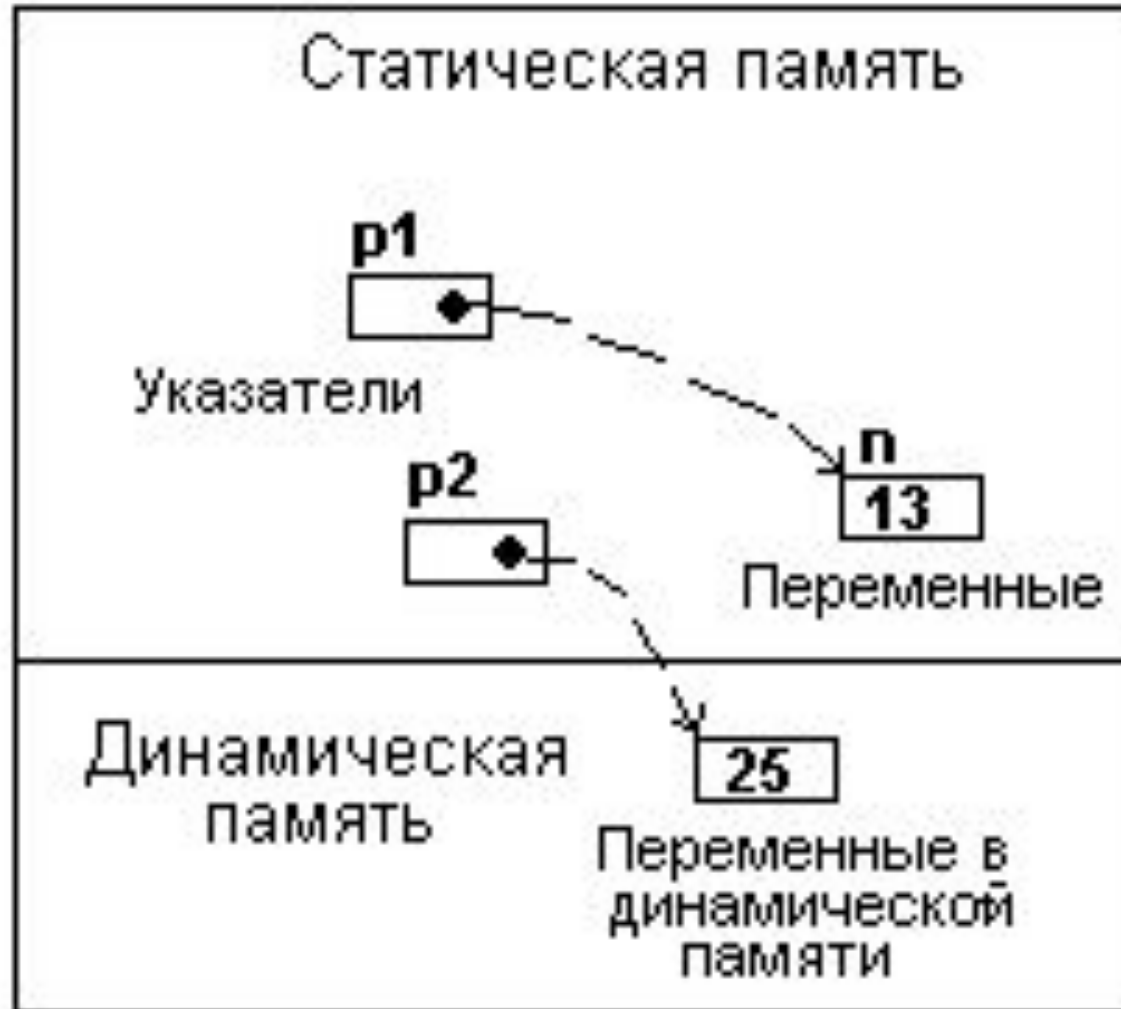 Статическая память
p1
Указатели
n
p2
13
Переменные
Динамическая
память
25
Переменные в
динамической
памяти